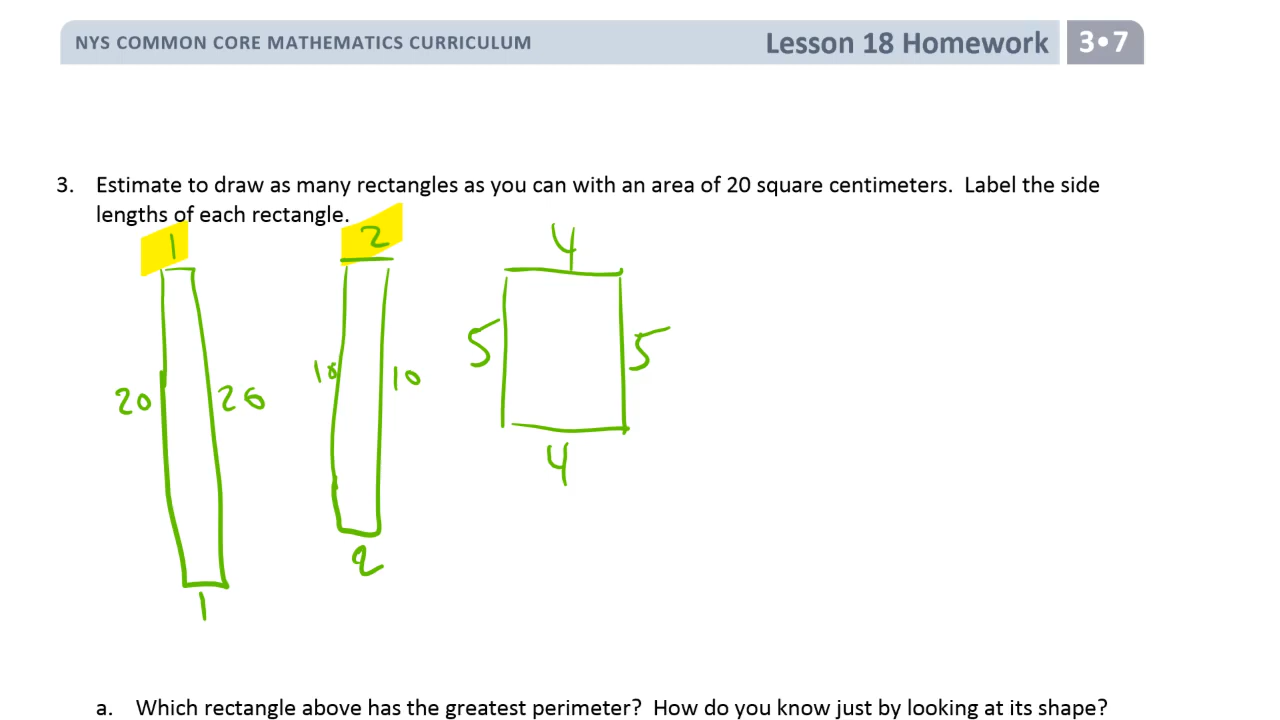 NYS COMMON CORE MATHEMATICS CURRICULUM
Lesson 18 Homework
3•7
3. Estimate to draw as many rectangles as you can with an area of 20 square centimeters. Label the side
lengths of each rectangle.
1
2
4
20
20
10
10
5
5
4
2
1
a. Which rectangle above has the greatest perimeter? How do you know just by looking at its shape?